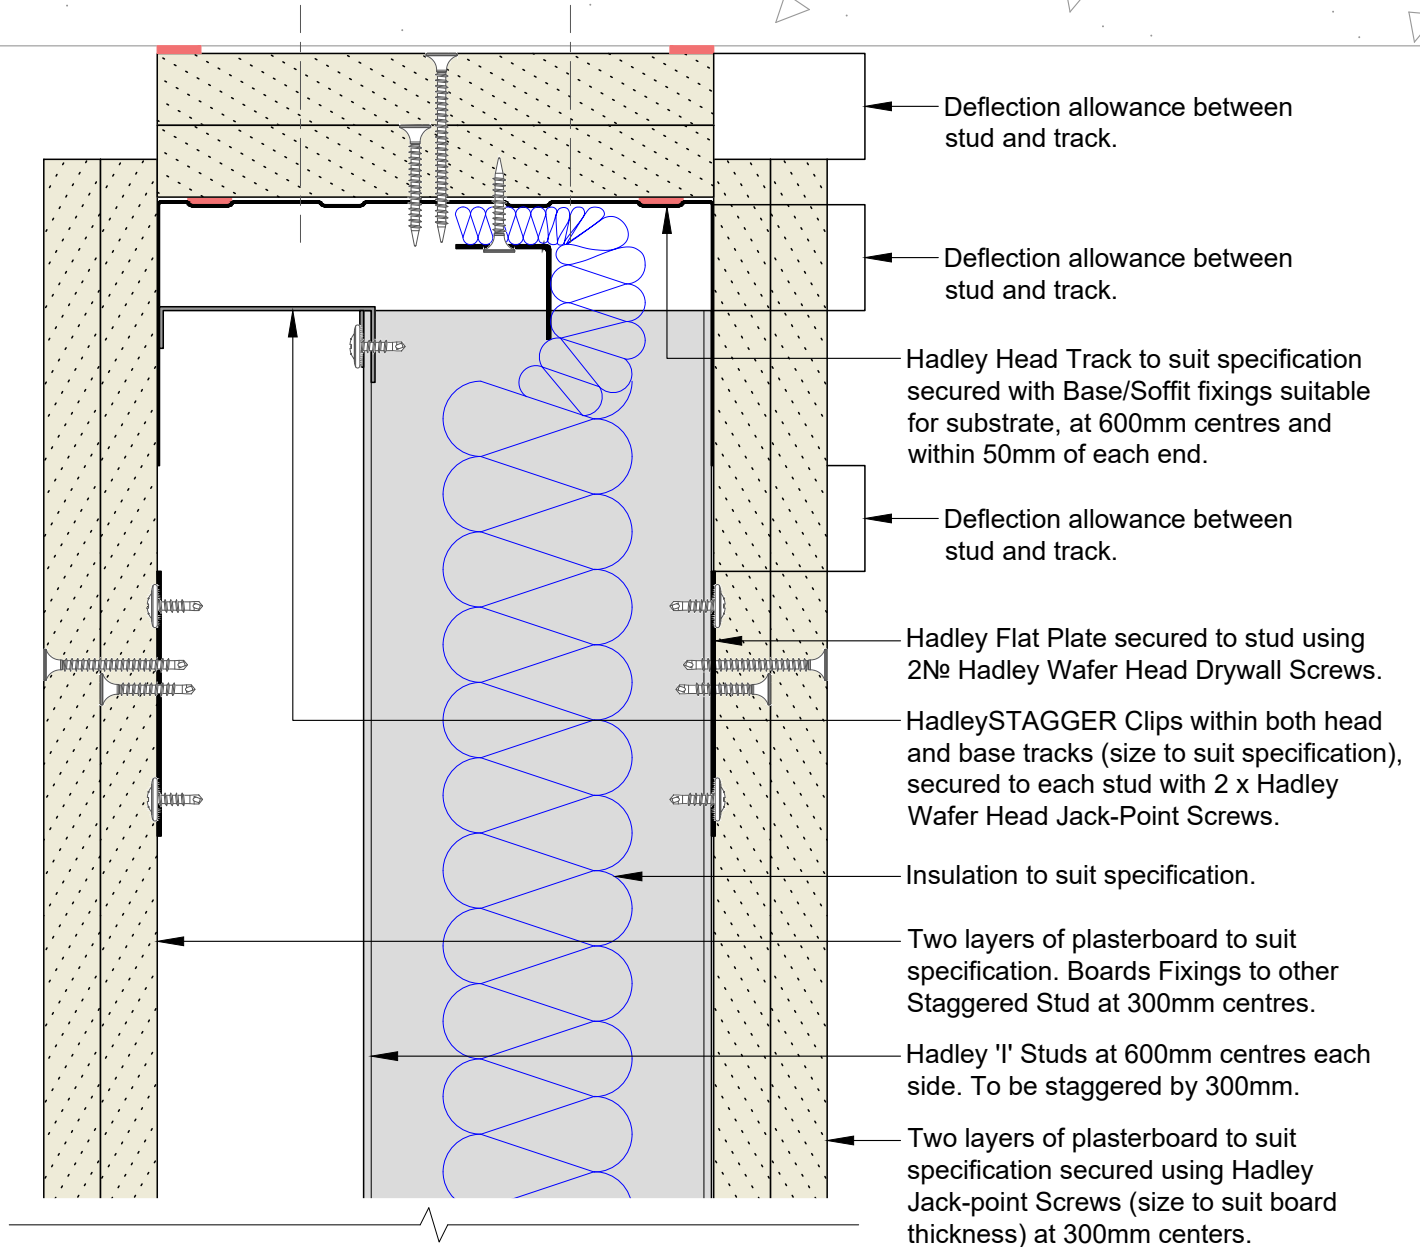 Deflection allowance between
stud and track.
Deflection allowance between
stud and track.
Hadley Head Track to suit specification
secured with Base/Soffit fixings suitable
for substrate, at 600mm centres and
within 50mm of each end.
Deflection allowance between
stud and track.
Hadley Flat Plate secured to stud using
2№ Hadley Wafer Head Drywall Screws.
HadleySTAGGER Clips within both head
and base tracks (size to suit specification),
secured to each stud with 2 x Hadley
Wafer Head Jack-Point Screws.
Insulation to suit specification.
Two layers of plasterboard to suit
specification. Boards Fixings to other
Staggered Stud at 300mm centres.
Hadley 'I' Studs at 600mm centres each
side. To be staggered by 300mm.
Two layers of plasterboard to suit
specification secured using Hadley
Jack-point Screws (size to suit board
thickness) at 300mm centers.